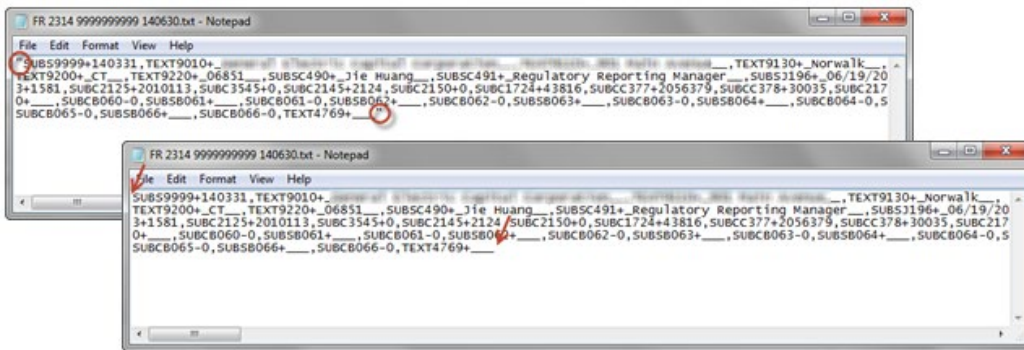 FR 2314 9999999999 140630.txt - Notepad
File Edit Format View Help
"SUBS9999+140331,TEXT9010+_ __,TEXT9130+_Norwalk__,
TEXT9200+_CT__,TEXT9220+_06851__,SUBSC490+_Jie Huang__,SUBSC491+_Regulatory Reporting Manager__,SUBSJ196+_06/19/20
3+1581,SUBC2125+2010113,SUBC3545+0,SUBC2145+2124,SUBC2150+0,SUBC1724+43816,SUBCC377+2056379,SUBCC378+30035,SUBC217
0+___,SUBCB060-0,SUBSB061+___,SUBCB061-0,SUBSB062+___,SUBCB062-0,SUBSB063+___,SUBCB063-0,SUBSB064+___,SUBCB064-0,S
SUBCB065-0,SUBSB066+___,SUBCB066-0,TEXT4769+___"
FR 2314 9999999999 140630.txt - Notepad
File Edit Format View Help
SUBS9999+140331,TEXT9010+_ __,TEXT9130+_Norwalk__,
TEXT9200+_CT__,TEXT9220+_06851__,SUBSC490+_Jie Huang__,SUBSC491+_Regulatory Reporting Manager__,SUBSJ196+_06/19/20
3+1581,SUBC2125+2010113,SUBC3545+0,SUBC2145+2124,SUBC2150+0,SUBC1724+43816,SUBCC377+2056379,SUBCC378+30035,SUBC217
0+___,SUBCB060-0,SUBSB061+___,SUBCB061-0,SUBSB062+___,SUBCB062-0,SUBSB063+___,SUBCB063-0,SUBSB064+___,SUBCB064-0,S
SUBCB065-0,SUBSB066+___,SUBCB066-0,TEXT4769+___